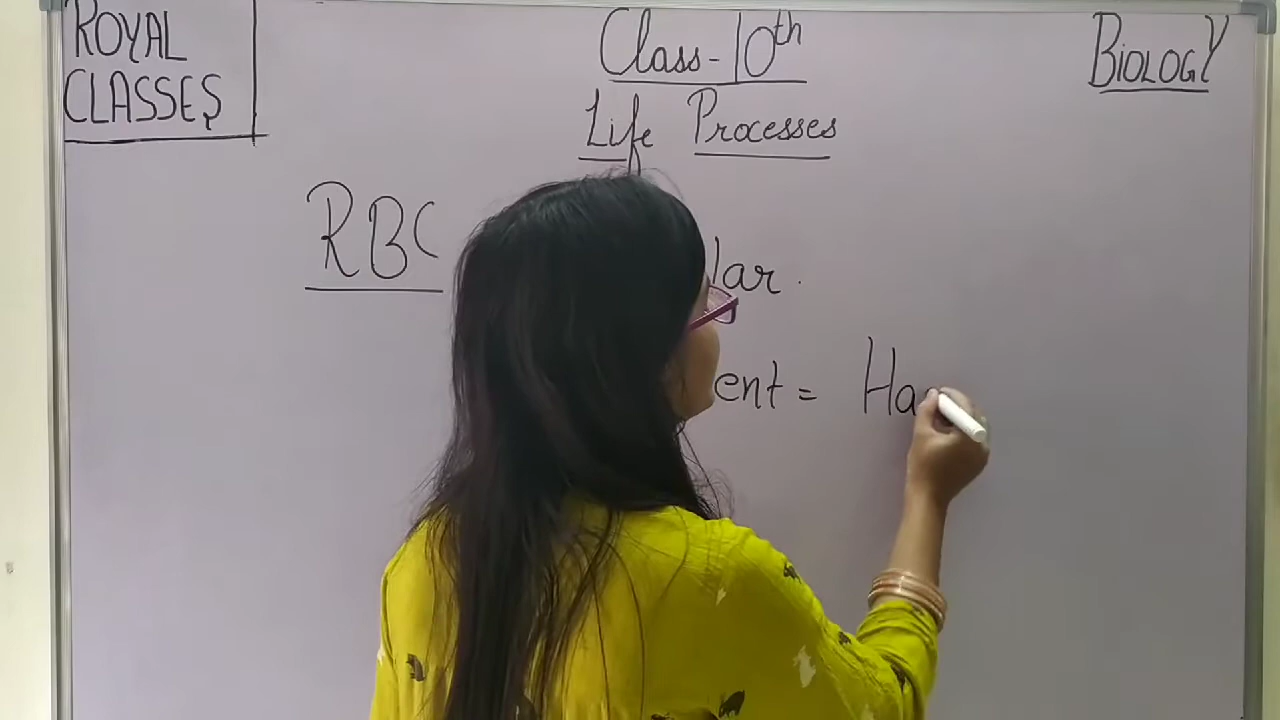 ROYAL
CLASSES
Class-10th
Life Processes
BIOLOGY
RBC
lar.
ent = Ha